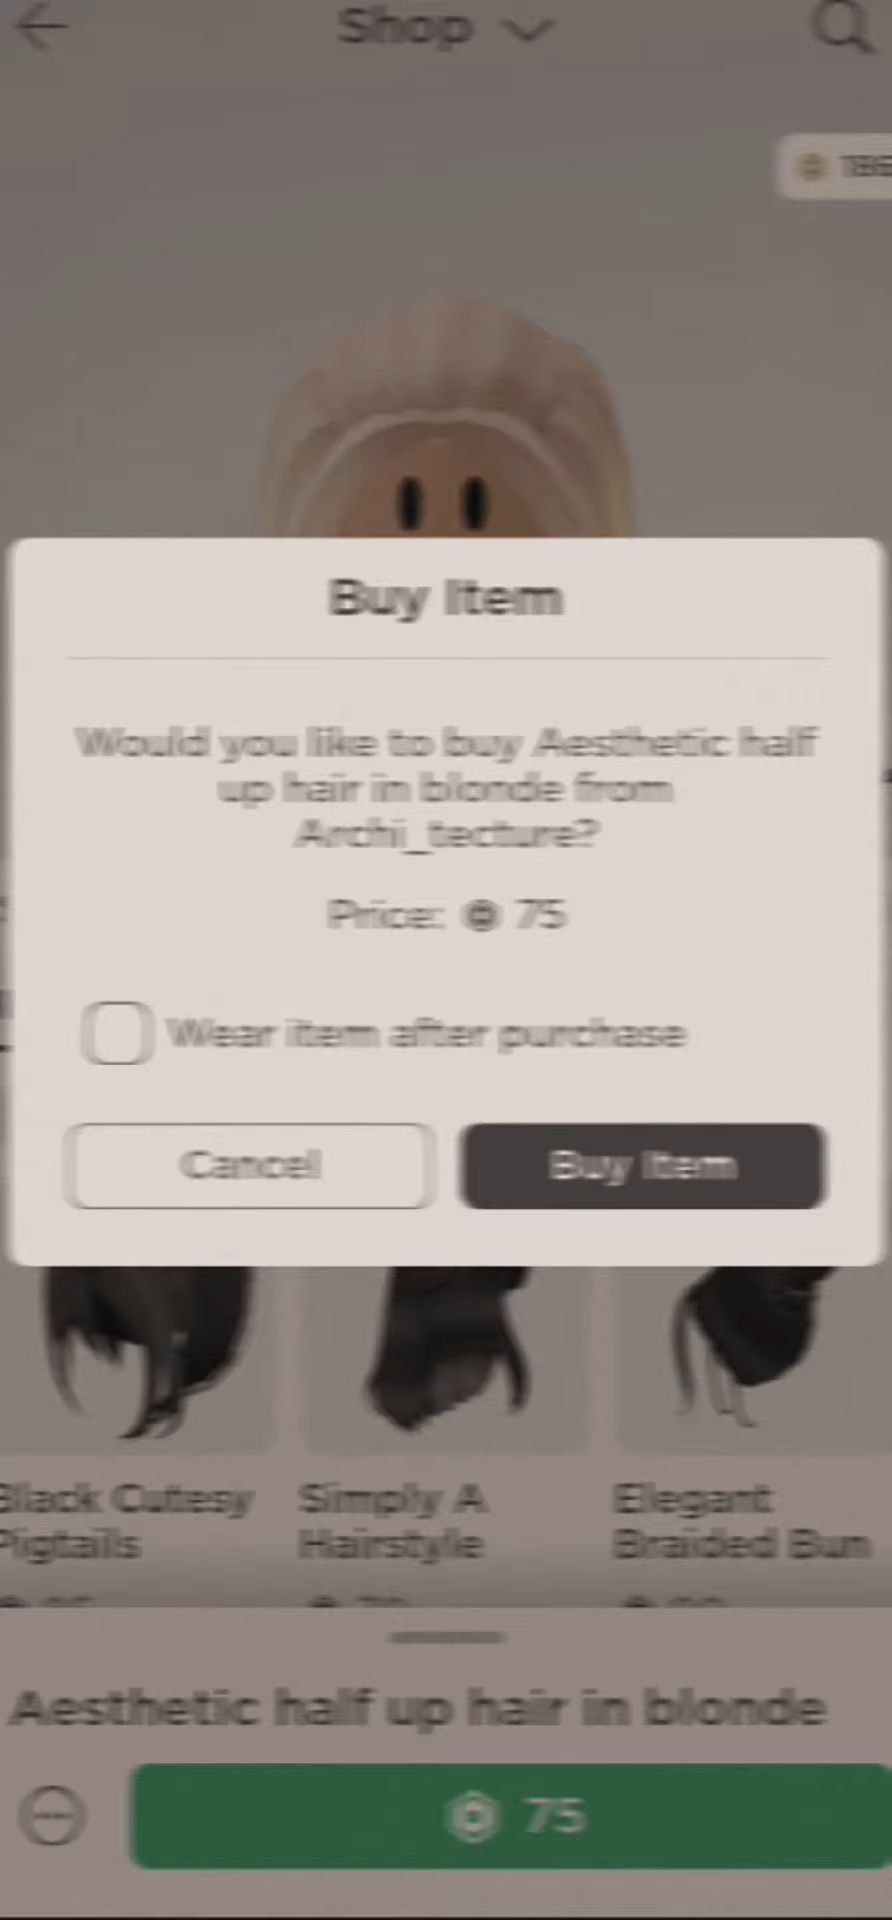 Shop
Buy Item
Would you like to buy Aesthetic half
up hair in blonde from
Archi_tecture?
Price: 75
Wear item after purchase
Cancel
Buy Item
Black Cutesy
Pigtails
Simply A
Hairstyle
Elegant
Braided Bun
Aesthetic half up hair in blonde
75